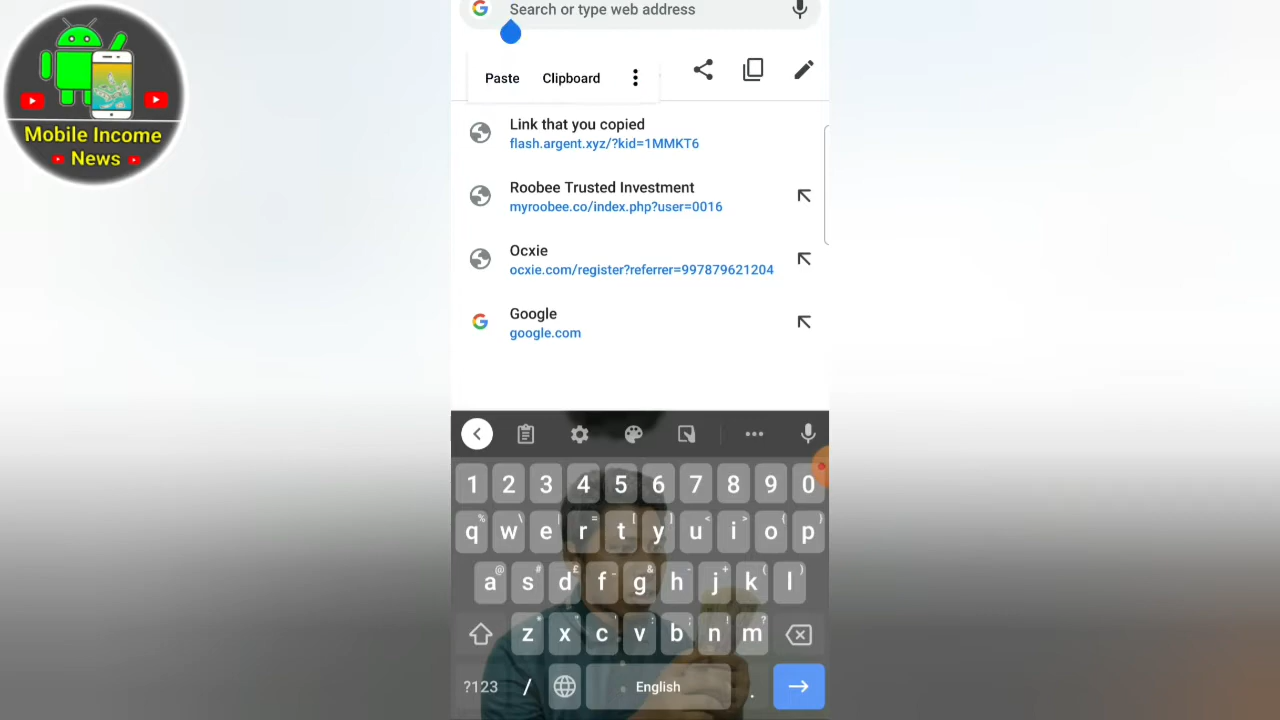 Mobile Income
News
Search or type web address
Paste Clipboard
Link that you copied
flash.argent.xyz/?kid=1MMKT6
Roobee Trusted Investment
myroobee.co/index.php?user=0016
Ocxie
ocxie.com/register?referrer=997879621204
Google
google.com
1 2 3 4 5 6 7 8 9 0
% \ | = [ ] < > { }
q w e r t y u i o p
@ # £ - & - + ( )
a s d f g h j k l
* " ' : ; ! ?
z x c v b n m
?123 / English .